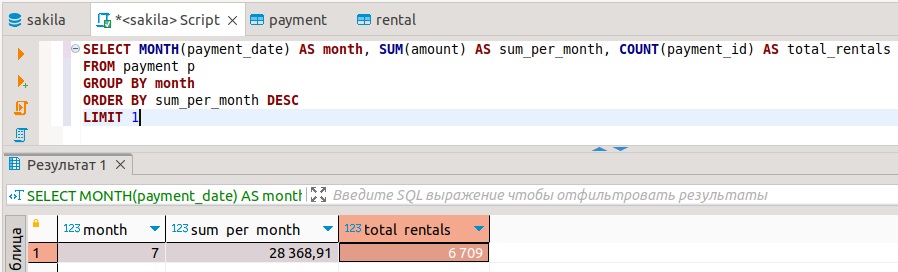 sakila *<sakila> Script payment rental
SELECT MONTH(payment_date) AS month, SUM(amount) AS sum_per_month, COUNT(payment_id) AS total_rentals
FROM payment p
GROUP BY month
ORDER BY sum_per_month DESC
LIMIT 1
Результат 1
SELECT MONTH(payment_date) AS month Введите SQL выражение чтобы отфильтровать результаты
123 month 123 sum_per_month 123 total_rentals
1 7 28 368,91 6 709